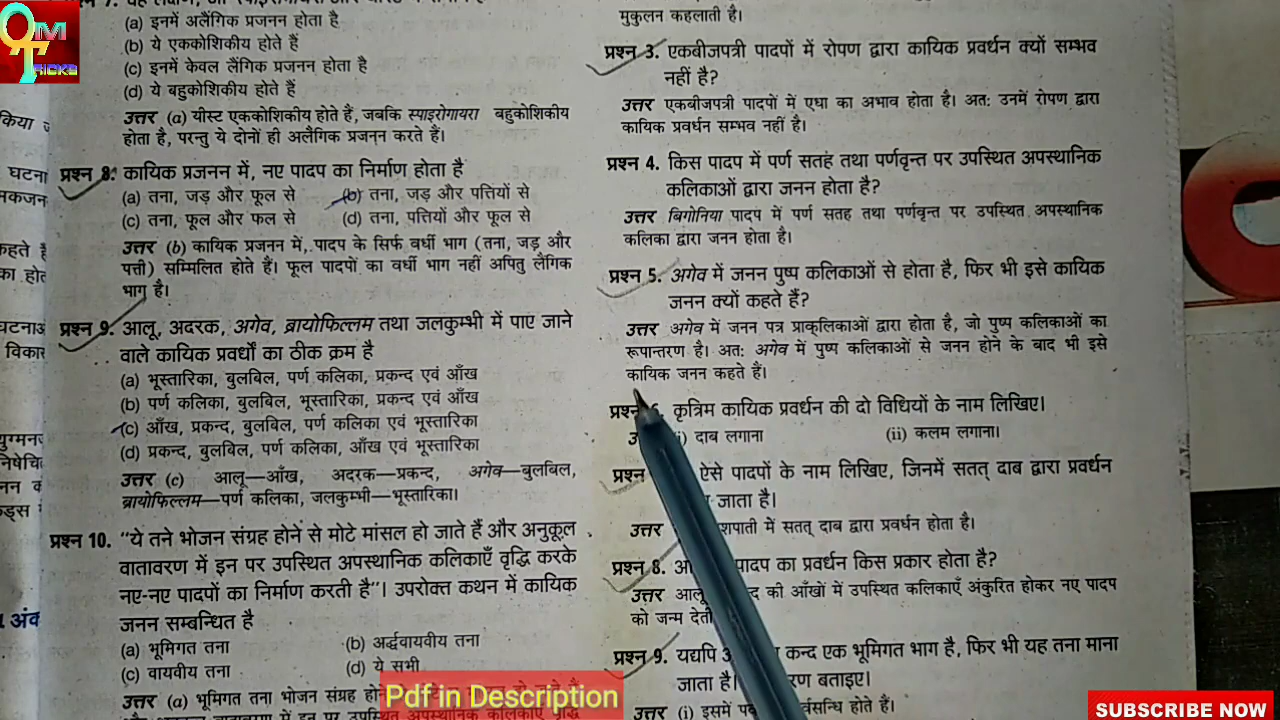 OM
TRICKS
(a) इनमें अलैंगिक प्रजनन होता है
(b) ये एककोशिकीय होते हैं
(c) इनमें केवल लैंगिक प्रजनन होता है
(d) ये बहुकोशिकीय होते हैं
उत्तर (a) यीस्ट एककोशिकीय होते हैं, जबकि स्पाइरोगायरा बहुकोशिकीय
होता है, परन्तु ये दोनों ही अलैंगिक प्रजनन करते हैं।
प्रश्न 8. कायिक प्रजनन में, नए पादप का निर्माण होता है
(a) तना, जड़ और फूल से (b) तना, जड़ और पत्तियों से
(c) तना, फूल और फल से (d) तना, पत्तियों और फूल से
उत्तर (b) कायिक प्रजनन में, पादप के सिर्फ वर्धी भाग (तना, जड़ और
पत्ती) सम्मिलित होते हैं। फूल पादपों का वर्धी भाग नहीं अपितु लैंगिक
भाग है।
प्रश्न 9. आलू, अदरक, अगेव, ब्रायोफिल्लम तथा जलकुम्भी में पाए जाने
वाले कायिक प्रवर्धों का ठीक क्रम है
(a) भूस्तारिका, बुलबिल, पर्ण कलिका, प्रकन्द एवं आँख
(b) पर्ण कलिका, बुलबिल, भूस्तारिका, प्रकन्द एवं आँख
(c) आँख, प्रकन्द, बुलबिल, पर्ण कलिका एवं भूस्तारिका
(d) प्रकन्द, बुलबिल, पर्ण कलिका, आँख एवं भूस्तारिका
उत्तर (c) आलू—आँख, अदरक—प्रकन्द, अगेव—बुलबिल,
ब्रायोफिल्लम—पर्ण कलिका, जलकुम्भी—भूस्तारिका।
प्रश्न 10. "ये तने भोजन संग्रह होने से मोटे मांसल हो जाते हैं और अनुकूल
वातावरण में इन पर उपस्थित अपस्थानिक कलिकाएँ वृद्धि करके
नए-नए पादपों का निर्माण करती है"। उपरोक्त कथन में कायिक
जनन सम्बन्धित है
(a) भूमिगत तना (b) अर्द्धवायवीय तना
(c) वायवीय तना (d) ये सभी
उत्तर (a) भूमिगत तना भोजन संग्रह
मुकुलन कहलाती है।
प्रश्न 3. एकबीजपत्री पादपों में रोपण द्वारा कायिक प्रवर्धन क्यों सम्भव
नहीं है?
उत्तर एकबीजपत्री पादपों में एधा का अभाव होता है। अतः उनमें रोपण द्वारा
कायिक प्रवर्धन सम्भव नहीं है।
प्रश्न 4. किस पादप में पर्ण सतह तथा पर्णवृन्त पर उपस्थित अपस्थानिक
कलिकाओं द्वारा जनन होता है?
उत्तर बिगोनिया पादप में पर्ण सतह तथा पर्णवृन्त पर उपस्थित अपस्थानिक
कलिका द्वारा जनन होता है।
प्रश्न 5. अगेव में जनन पुष्प कलिकाओं से होता है, फिर भी इसे कायिक
जनन क्यों कहते हैं?
उत्तर अगेव में जनन पत्र प्राकृलिकाओं द्वारा होता है, जो पुष्प कलिकाओं का
रूपान्तरण है। अतः अगेव में पुष्प कलिकाओं से जनन होने के बाद भी इसे
कायिक जनन कहते हैं।
कृत्रिम कायिक प्रवर्धन की दो विधियों के नाम लिखिए।
दाब लगाना (ii) कलम लगाना।
ऐसे पादपों के नाम लिखिए, जिनमें सतत् दाब द्वारा प्रवर्धन
जाता है।
उत्तर में सतत् दाब द्वारा प्रवर्धन होता है।
प्रश्न 8. पादप का प्रवर्धन किस प्रकार होता है?
उत्तर की आँखों में उपस्थित कलिकाएँ अंकुरित होकर नए पादप
को जन्म देती
प्रश्न 9. यद्यपि कन्द एक भूमिगत भाग है, फिर भी यह तना माना
जाता है। बताइए।
उत्तर (i) इसमें होते हैं।
Pdf in Description
SUBSCRIBE NOW